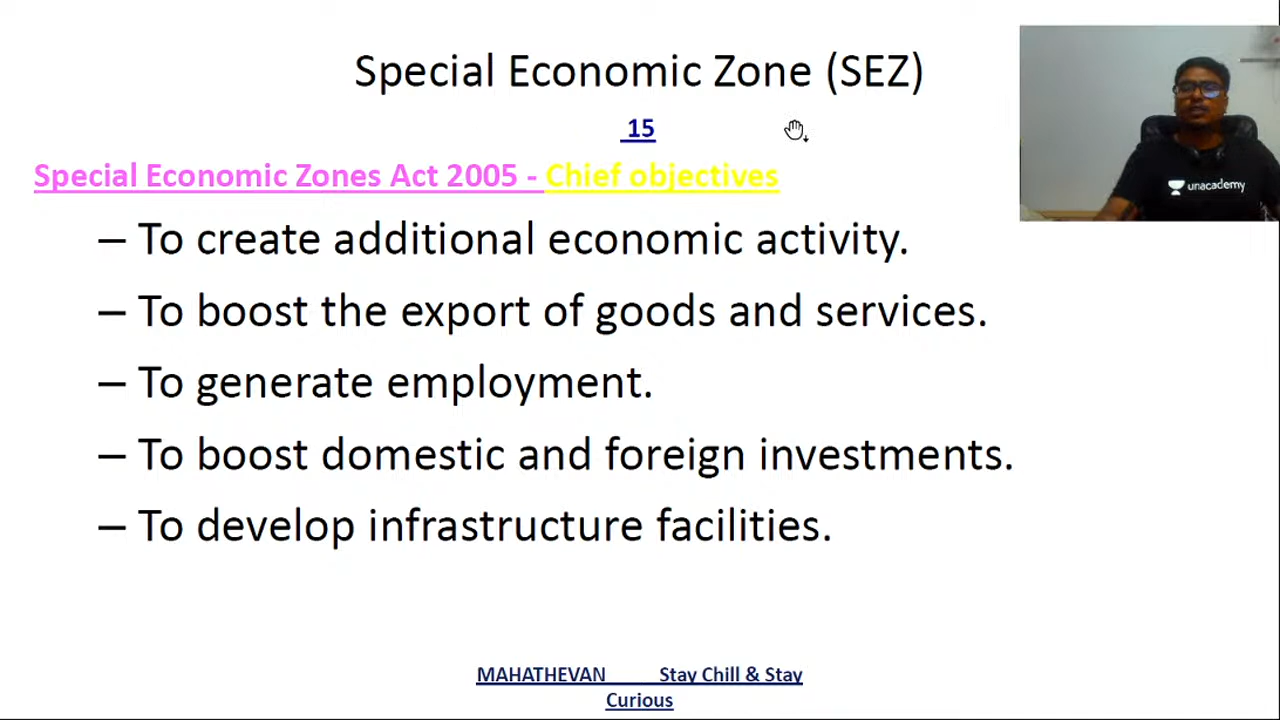 Special Economic Zone (SEZ)
15
Special Economic Zones Act 2005 - Chief objectives
– To create additional economic activity.
– To boost the export of goods and services.
– To generate employment.
– To boost domestic and foreign investments.
– To develop infrastructure facilities.
unacademy
MAHATHEVAN Stay Chill & Stay
Curious